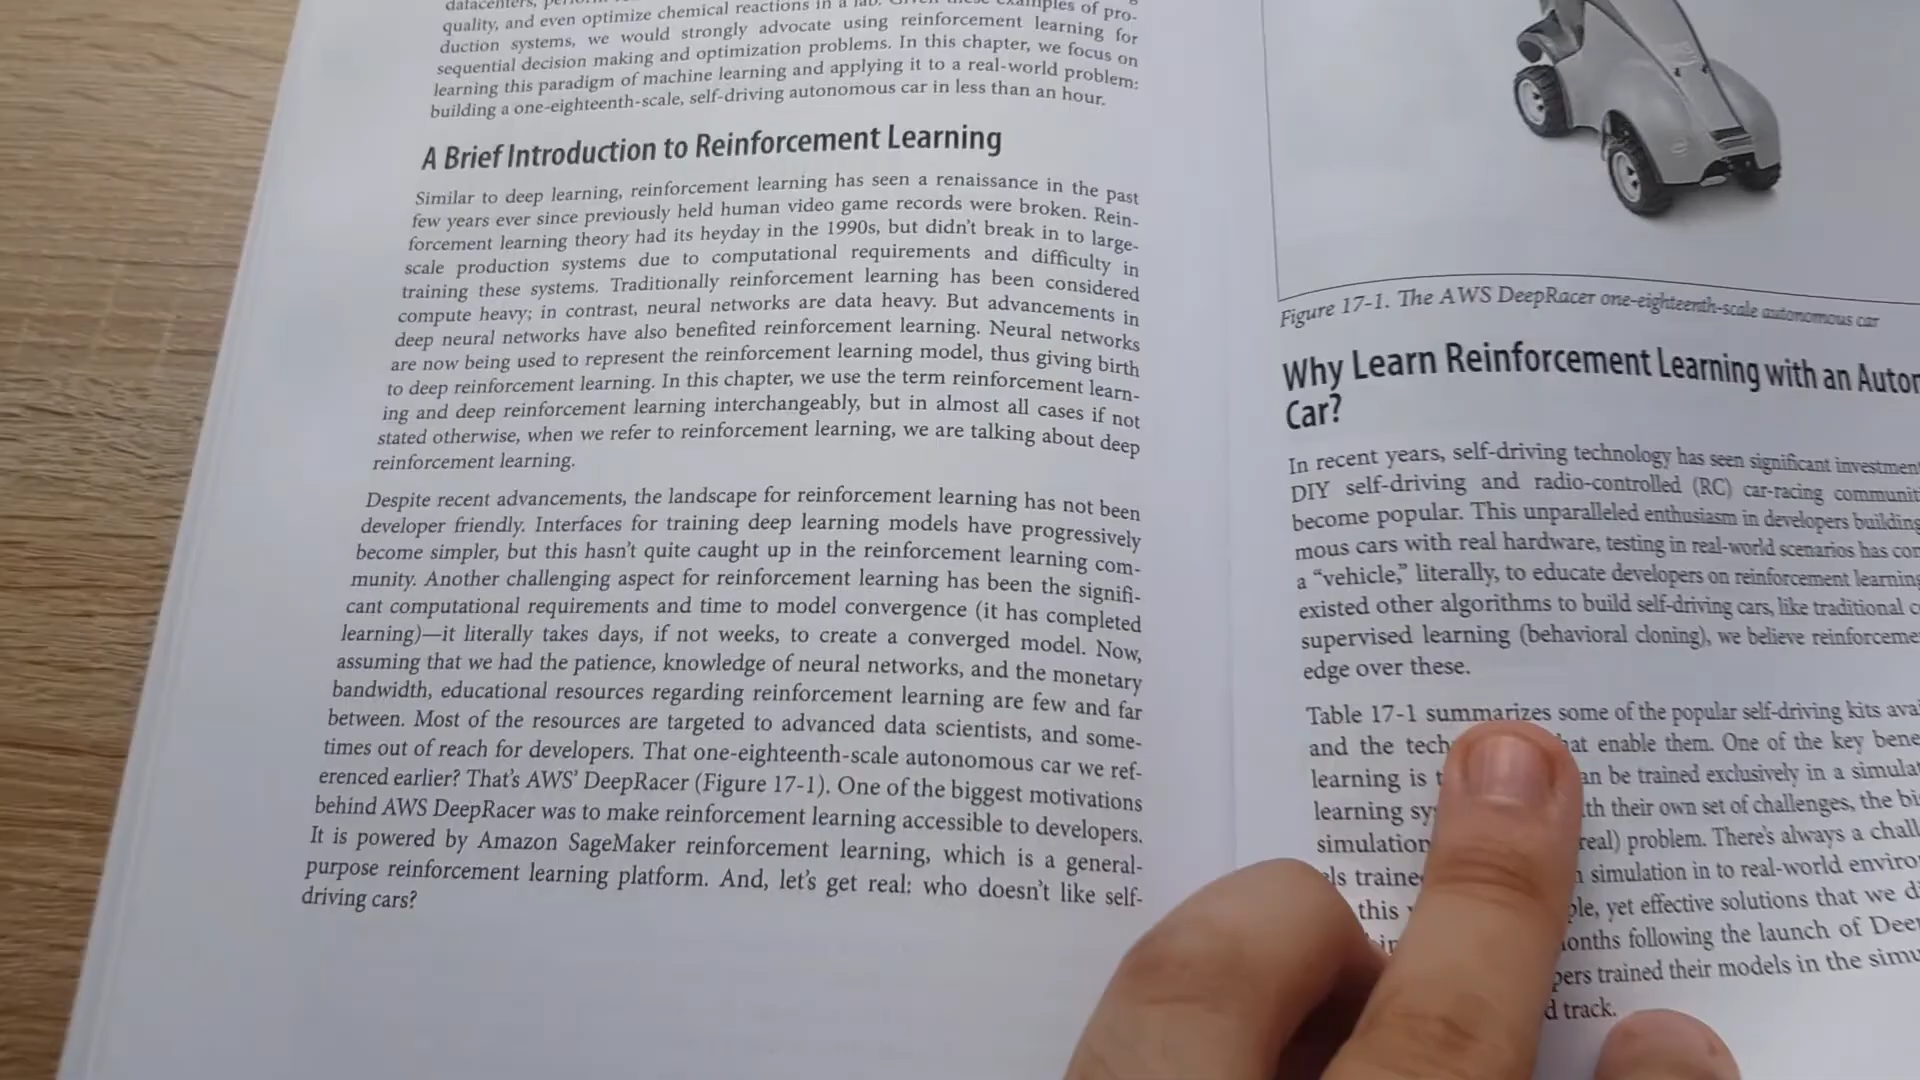 quality, and even optimize chemical reactions in a lab. Given these examples of pro-
duction systems, we would strongly advocate using reinforcement learning for
sequential decision making and optimization problems. In this chapter, we focus on
learning this paradigm of machine learning and applying it to a real-world problem:
building a one-eighteenth-scale, self-driving autonomous car in less than an hour.
A Brief Introduction to Reinforcement Learning
Similar to deep learning, reinforcement learning has seen a renaissance in the past
few years ever since previously held human video game records were broken. Rein-
forcement learning theory had its heyday in the 1990s, but didn't break in to large-
scale production systems due to computational requirements and difficulty in
training these systems. Traditionally reinforcement learning has been considered
compute heavy; in contrast, neural networks are data heavy. But advancements in
deep neural networks have also benefited reinforcement learning. Neural networks
are now being used to represent the reinforcement learning model, thus giving birth
to deep reinforcement learning. In this chapter, we use the term reinforcement learn-
ing and deep reinforcement learning interchangeably, but in almost all cases if not
stated otherwise, when we refer to reinforcement learning, we are talking about deep
reinforcement learning.
Despite recent advancements, the landscape for reinforcement learning has not been
developer friendly. Interfaces for training deep learning models have progressively
become simpler, but this hasn't quite caught up in the reinforcement learning com-
munity. Another challenging aspect for reinforcement learning has been the signifi-
cant computational requirements and time to model convergence (it has completed
learning)—it literally takes days, if not weeks, to create a converged model. Now,
assuming that we had the patience, knowledge of neural networks, and the monetary
bandwidth, educational resources regarding reinforcement learning are few and far
between. Most of the resources are targeted to advanced data scientists, and some-
times out of reach for developers. That one-eighteenth-scale autonomous car we ref-
erenced earlier? That's AWS' DeepRacer (Figure 17-1). One of the biggest motivations
behind AWS DeepRacer was to make reinforcement learning accessible to developers.
It is powered by Amazon SageMaker reinforcement learning, which is a general-
purpose reinforcement learning platform. And, let's get real: who doesn't like self-
driving cars?
Figure 17-1. The AWS DeepRacer one-eighteenth-scale autonomous car
Why Learn Reinforcement Learning with an
Car?
In recent years, self-driving technology has seen significant
DIY self-driving and radio-controlled (RC) car-racing
become popular. This unparalleled enthusiasm in developers building
mous cars with real hardware, testing in real-world scenarios has
a "vehicle," literally, to educate developers on reinforcement
existed other algorithms to build self-driving cars, like traditional
supervised learning (behavioral cloning), we believe
edge over these.
Table 17-1 summarizes some of the popular self-driving kits
and the that enable them. One of the key
learning is can be trained exclusively in a
learning with their own set of challenges, the
simulation real) problem. There's always a
simulation in to real-world
this yet effective solutions that we
months following the launch of
trained their models in the
track.